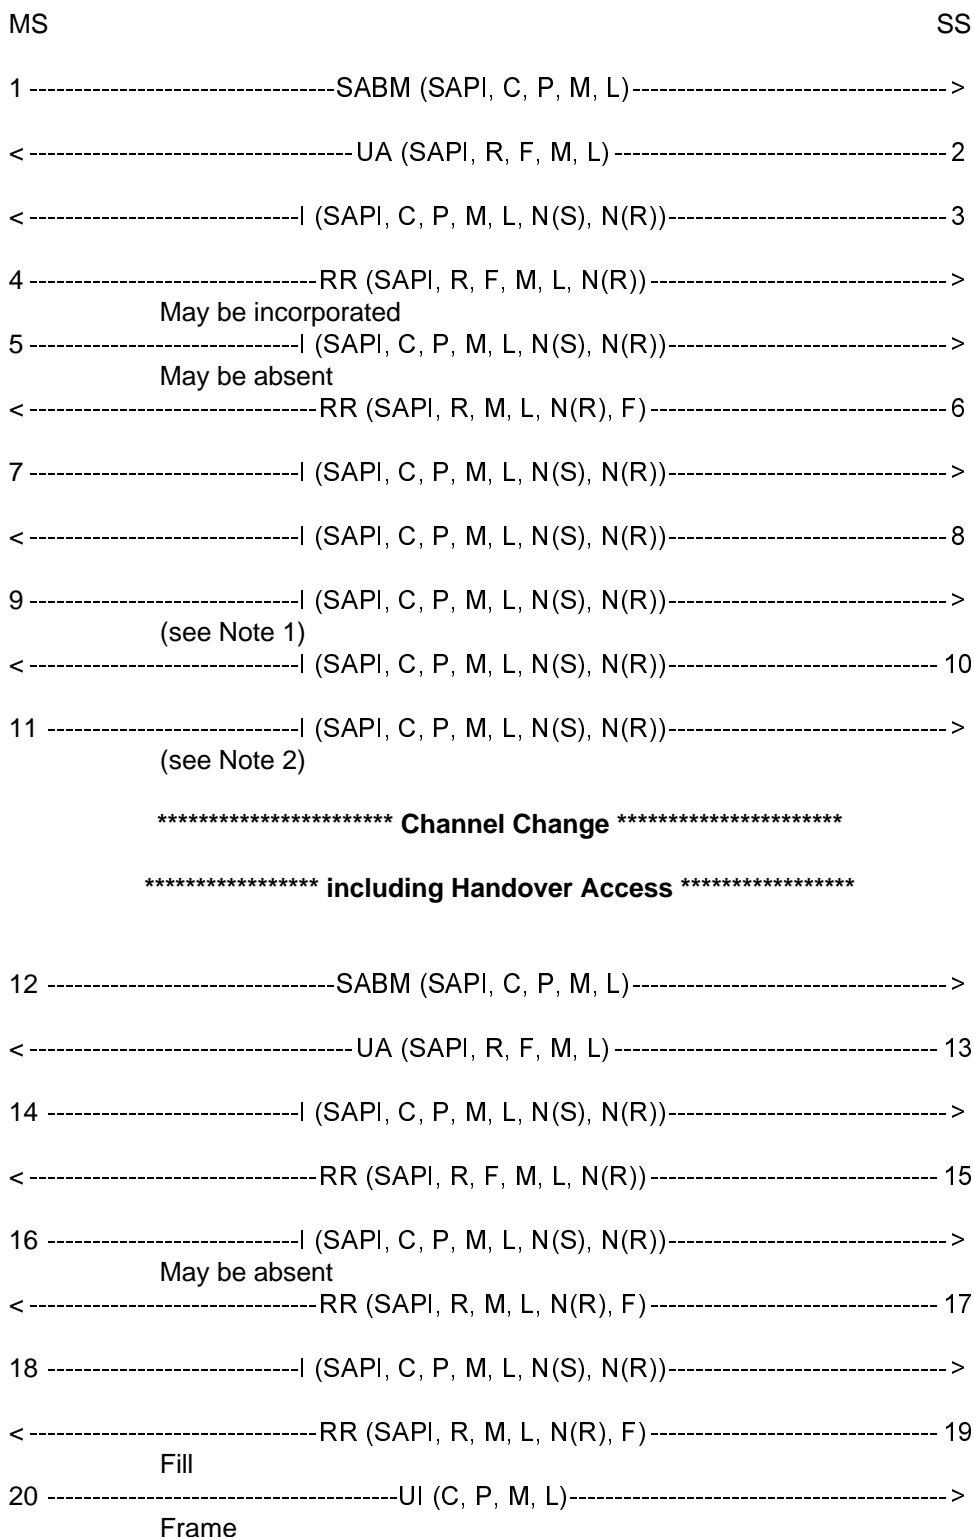 MS SS
1 ----------------------------------SABM (SAPI, C, P, M, L)----------------------------------- >
< ------------------------------------UA (SAPI, R, F, M, L) ------------------------------------- 2
< ------------------------------I (SAPI, C, P, M, L, N(S), N(R))------------------------------- 3
4 --------------------------------RR (SAPI, R, F, M, L, N(R))--------------------------------- >
May be incorporated
5 ------------------------------I (SAPI, C, P, M, L, N(S), N(R))------------------------------- >
May be absent
< --------------------------------RR (SAPI, R, M, L, N(R), F) --------------------------------- 6
7 ------------------------------I (SAPI, C, P, M, L, N(S), N(R))------------------------------- >
< ------------------------------I (SAPI, C, P, M, L, N(S), N(R))------------------------------- 8
9 ------------------------------I (SAPI, C, P, M, L, N(S), N(R))------------------------------- >
(see Note 1)
< ------------------------------I (SAPI, C, P, M, L, N(S), N(R))------------------------------ 10
11 ----------------------------I (SAPI, C, P, M, L, N(S), N(R))------------------------------- >
(see Note 2)
*********************** Channel Change **********************
***************** including Handover Access *****************
12 --------------------------------SABM (SAPI, C, P, M, L)----------------------------------- >
< ------------------------------------UA (SAPI, R, F, M, L) ------------------------------------ 13
14 ----------------------------I (SAPI, C, P, M, L, N(S), N(R))------------------------------- >
< --------------------------------RR (SAPI, R, F, M, L, N(R)) -------------------------------- 15
16 ----------------------------I (SAPI, C, P, M, L, N(S), N(R))------------------------------- >
May be absent
< --------------------------------RR (SAPI, R, M, L, N(R), F) -------------------------------- 17
18 ----------------------------I (SAPI, C, P, M, L, N(S), N(R))------------------------------- >
< --------------------------------RR (SAPI, R, M, L, N(R), F) -------------------------------- 19
Fill
20 ---------------------------------------UI (C, P, M, L)------------------------------------------ >
Frame